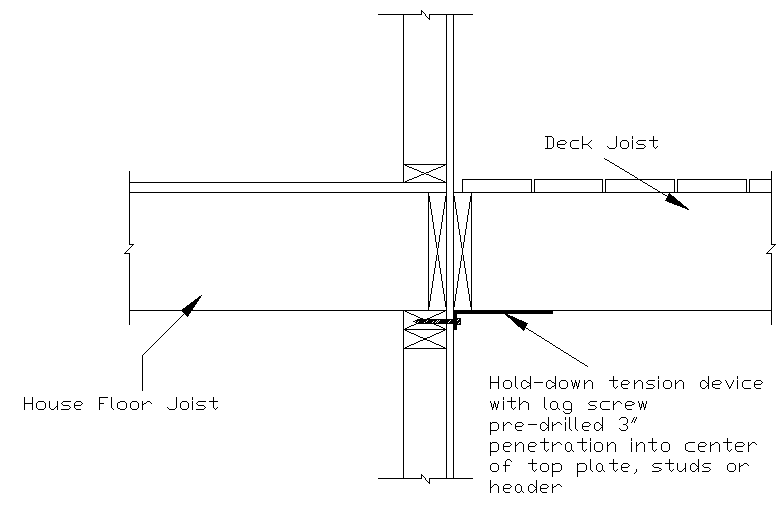 Deck Joist
House Floor Joist
Hold-down tension device
with lag screw
pre-drilled 3"
penetration into center
of top plate, studs or
header